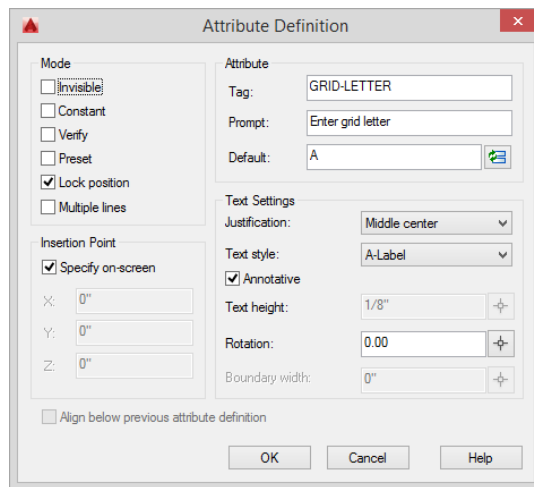 Attribute Definition
Mode
Invisible
Constant
Verify
Preset
Lock position
Multiple lines
Insertion Point
Specify on-screen
X: 0"
Y: 0"
Z: 0"
Attribute
Tag: GRID-LETTER
Prompt: Enter grid letter
Default: A
Text Settings
Justification: Middle center
Text style: A-Label
Annotative
Text height: 1/8"
Rotation: 0.00
Boundary width: 0"
Align below previous attribute definition
OK Cancel Help